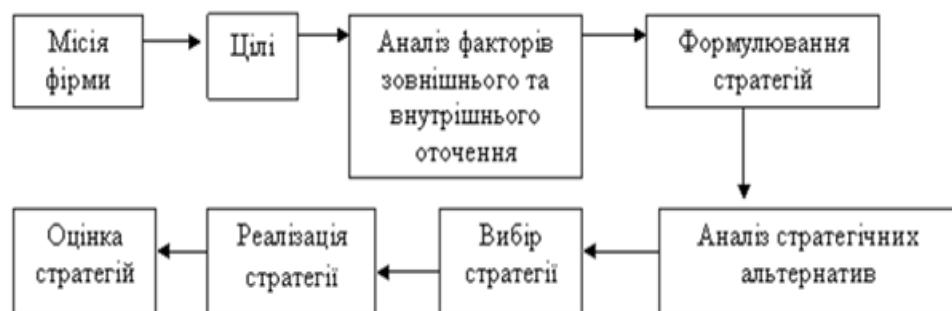 Місія
фірми
Цілі
Аналіз факторів
зовнішнього та
внутрішнього
оточення
Формулювання
стратегій
Оцінка
стратегій
Реалізація
стратегії
Вибір
стратегії
Аналіз стратегічних
альтернатив